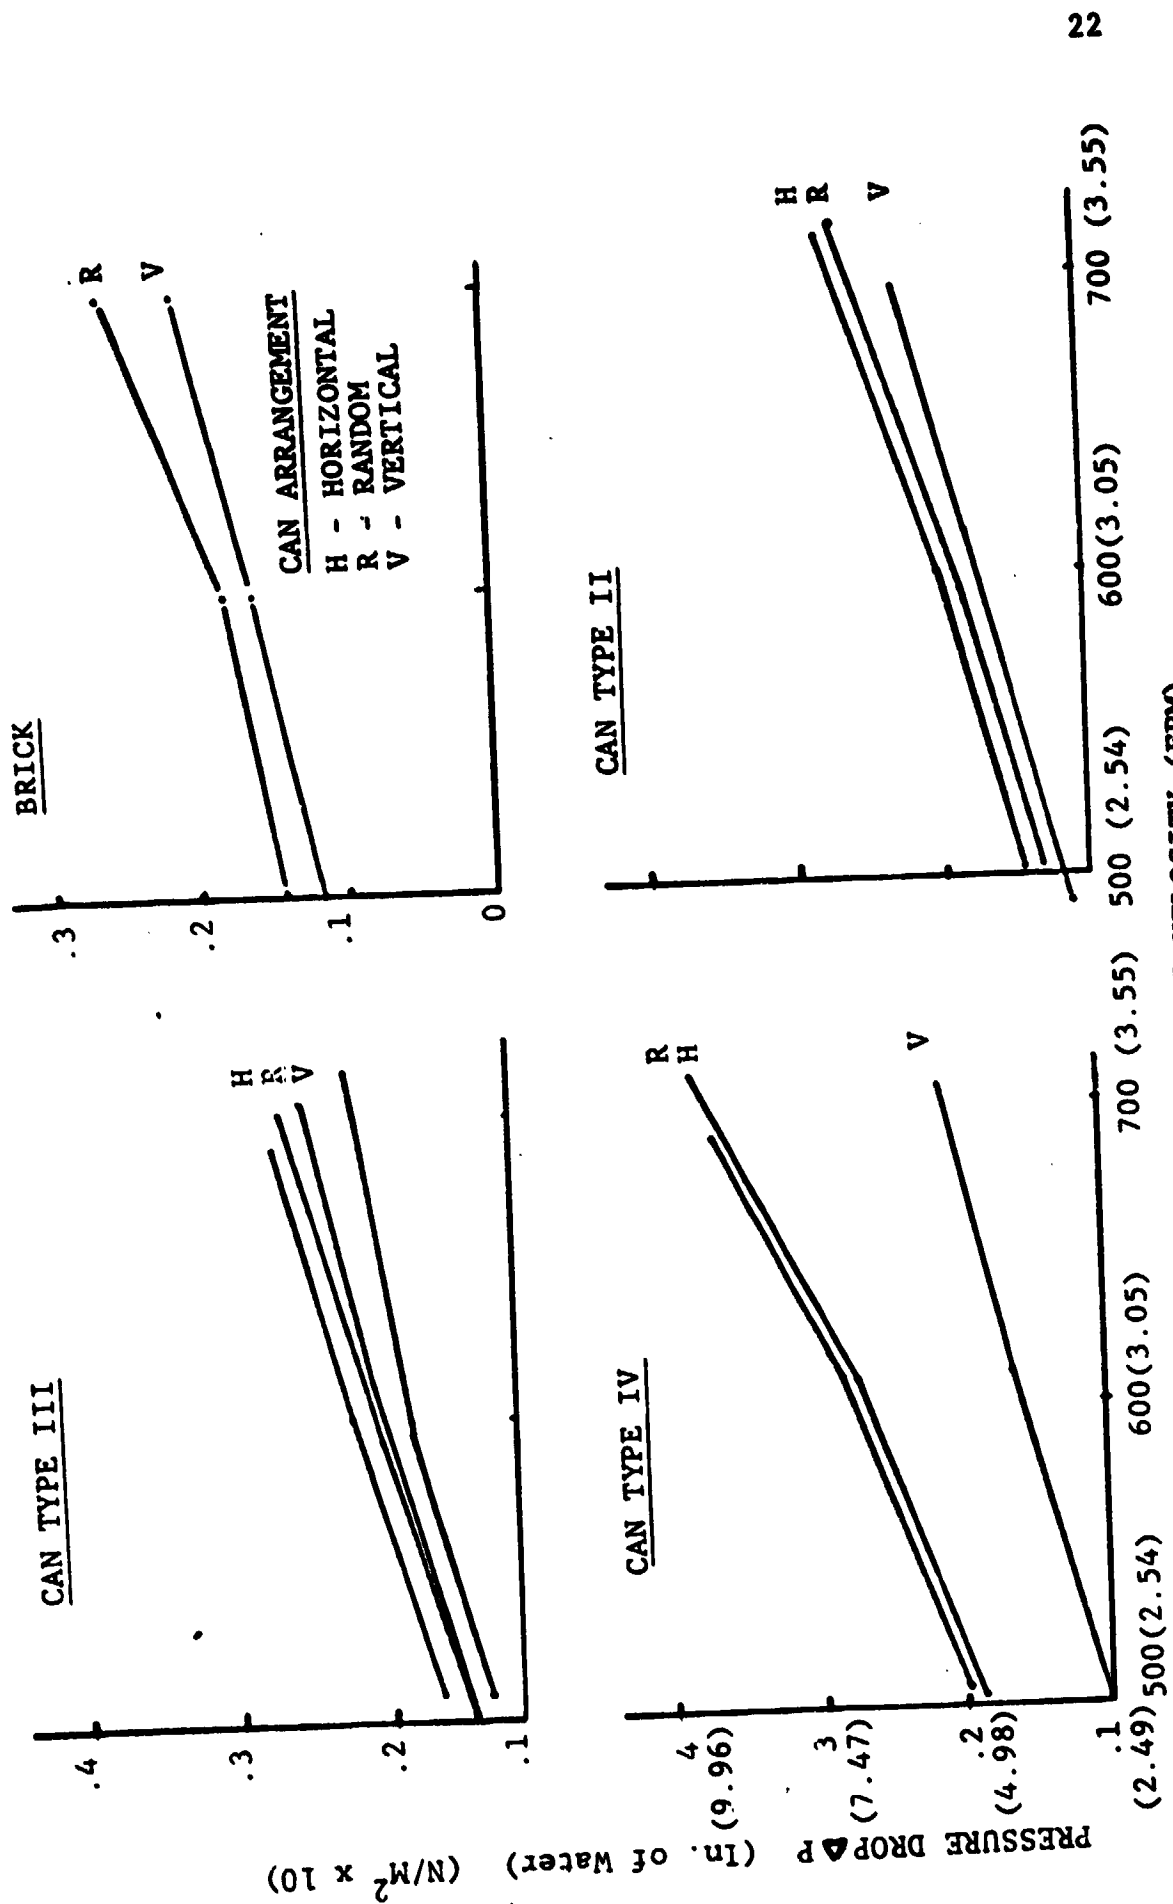 22
CAN TYPE III
.4
.3
.2
.1
H
R
V
BRICK
.3
.2
.1
0
R
V
CAN ARRANGEMENT
H - HORIZONTAL
R - RANDOM
V - VERTICAL
CAN TYPE IV
4
(9.96)
3
(7.47)
.2
(4.98)
.1
(2.49)
R
H
V
500(2.54)
600(3.05)
700 (3.55)
CAN TYPE II
H
R
V
500 (2.54)
600(3.05)
700 (3.55)
PRESSURE DROP ΔP (In. of Water) (N/M² x 10)